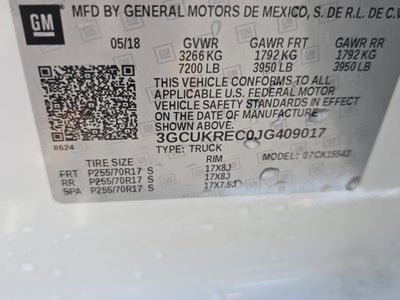 GM
MFD BY GENERAL MOTORS DE MEXICO, S. DE R.L. DE C.V
05/18 GVWR GAWR FRT GAWR RR
3266 KG 1792 KG 1792 KG
7200 LB 3950 LB 3950 LB
THIS VEHICLE CONFORMS TO ALL
APPLICABLE U.S. FEDERAL MOTOR
VEHICLE SAFETY STANDARDS IN EFFECT
ON THE DATE OF MANUFACTURE
SHOWN ABOVE.
8624
3GCUKREC0JG409017
TYPE: TRUCK 07CK15543
TIRE SIZE RIM
FRT P255/70R17 S 17X8J
RR P255/70R17 S 17X8J
SPA P255/70R17 S 17X7.5J